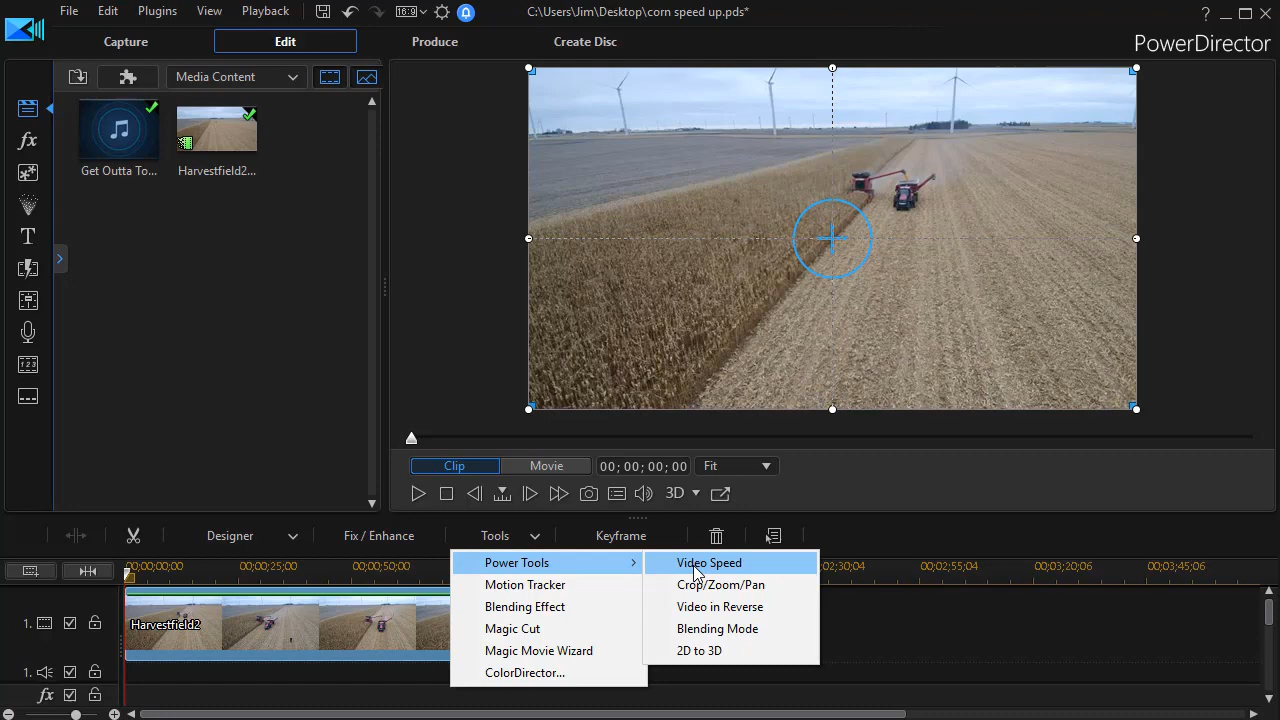 File Edit Plugins View Playback 16:9 C:\Users\Jim\Desktop\corn speed up.pds* ?
Capture Edit Produce Create Disc PowerDirector
Media Content
Get Outta To... Harvestfield2...
fx
T
Clip Movie 00; 00; 00; 00 Fit
3D
Designer Fix / Enhance Tools Keyframe
Power Tools
Motion Tracker
Blending Effect
Magic Cut
Magic Movie Wizard
ColorDirector...
Video Speed
Crop/Zoom/Pan
Video in Reverse
Blending Mode
2D to 3D
00;00;00;00 00;00;25;00 00;00;50;00 02;30;04 00;02;55;04 00;03;20;06 00;03;45;06
1. Harvestfield2
1.
fx